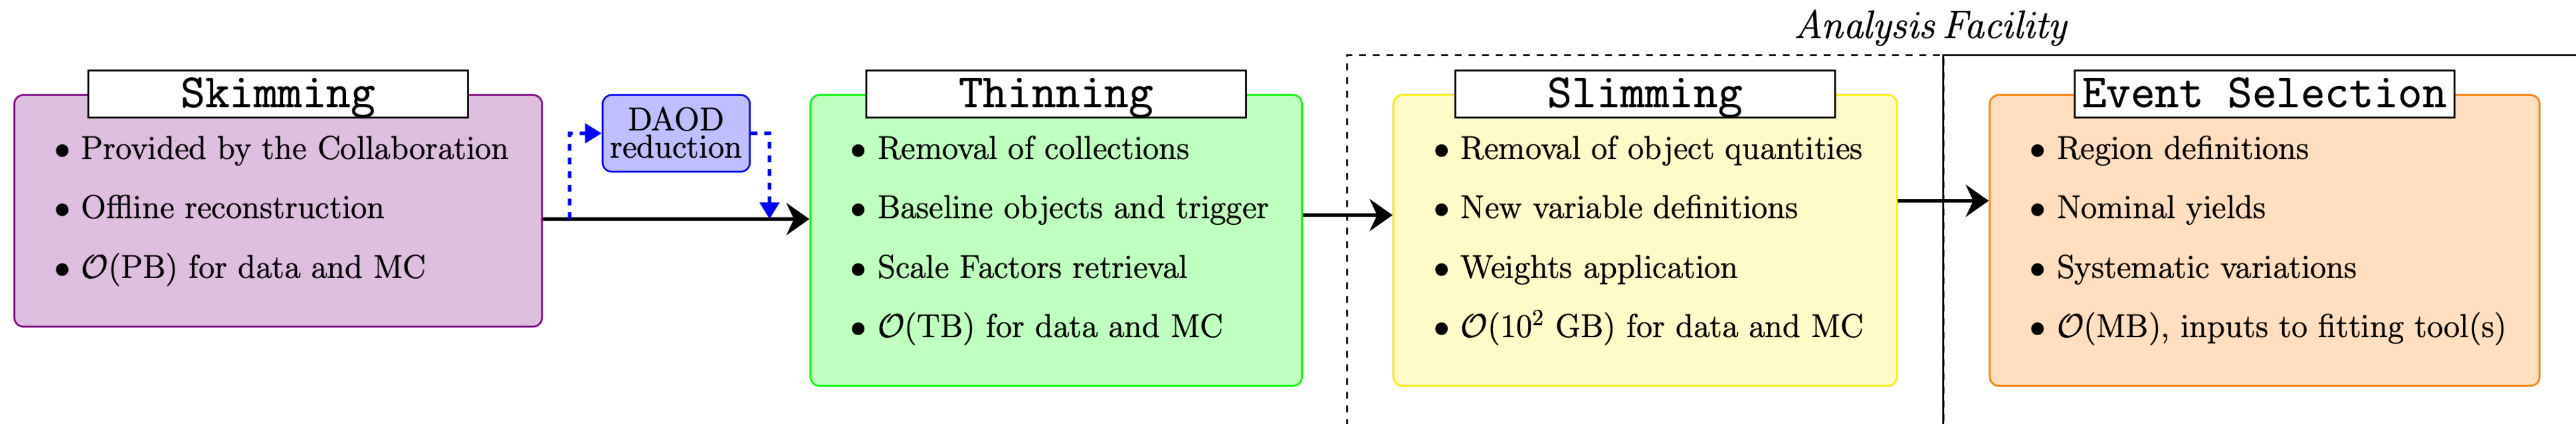 Analysis Facility
Skimming
• Provided by the Collaboration
• Offline reconstruction
• 𝒪(PB) for data and MC
DAOD
reduction
Thinning
• Removal of collections
• Baseline objects and trigger
• Scale Factors retrieval
• 𝒪(TB) for data and MC
Slimming
• Removal of object quantities
• New variable definitions
• Weights application
• 𝒪(10² GB) for data and MC
Event Selection
• Region definitions
• Nominal yields
• Systematic variations
• 𝒪(MB), inputs to fitting tool(s)